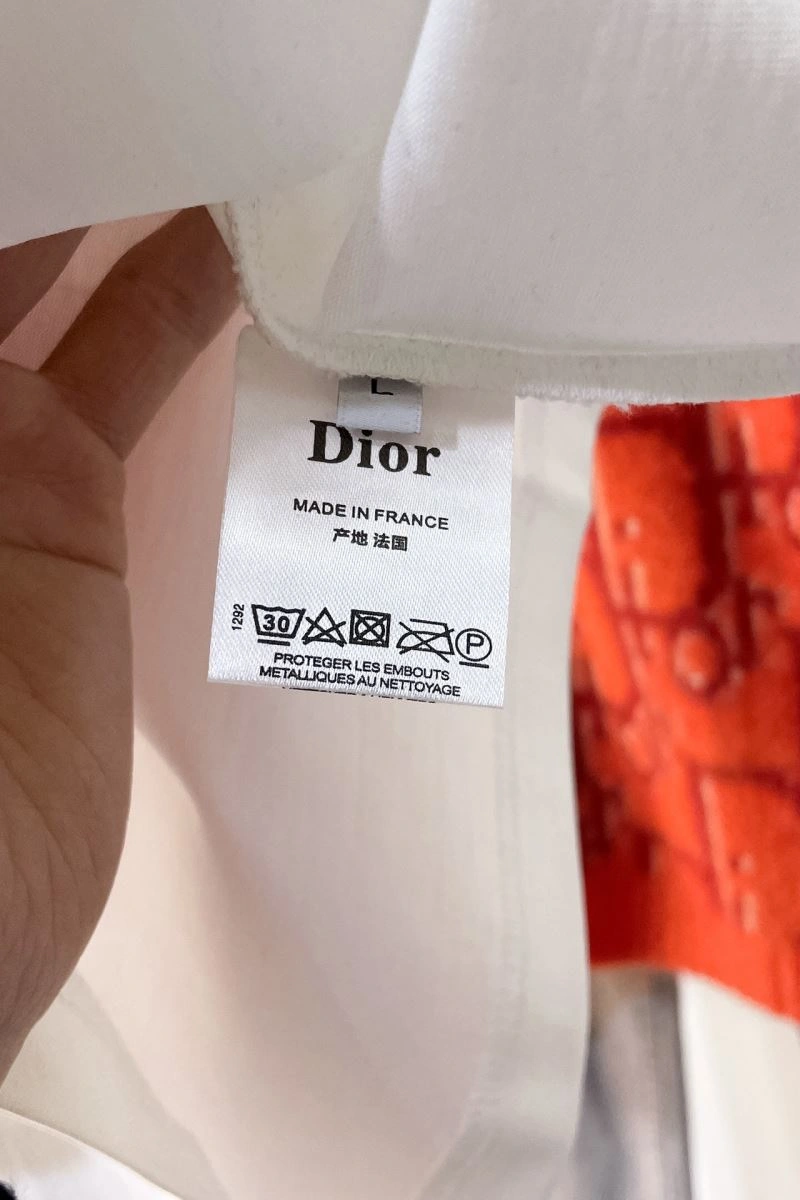 L
Dior
MADE IN FRANCE
产地 法国
1292
30
P
PROTEGER LES EMBOUTS
METALLIQUES AU NETTOYAGE